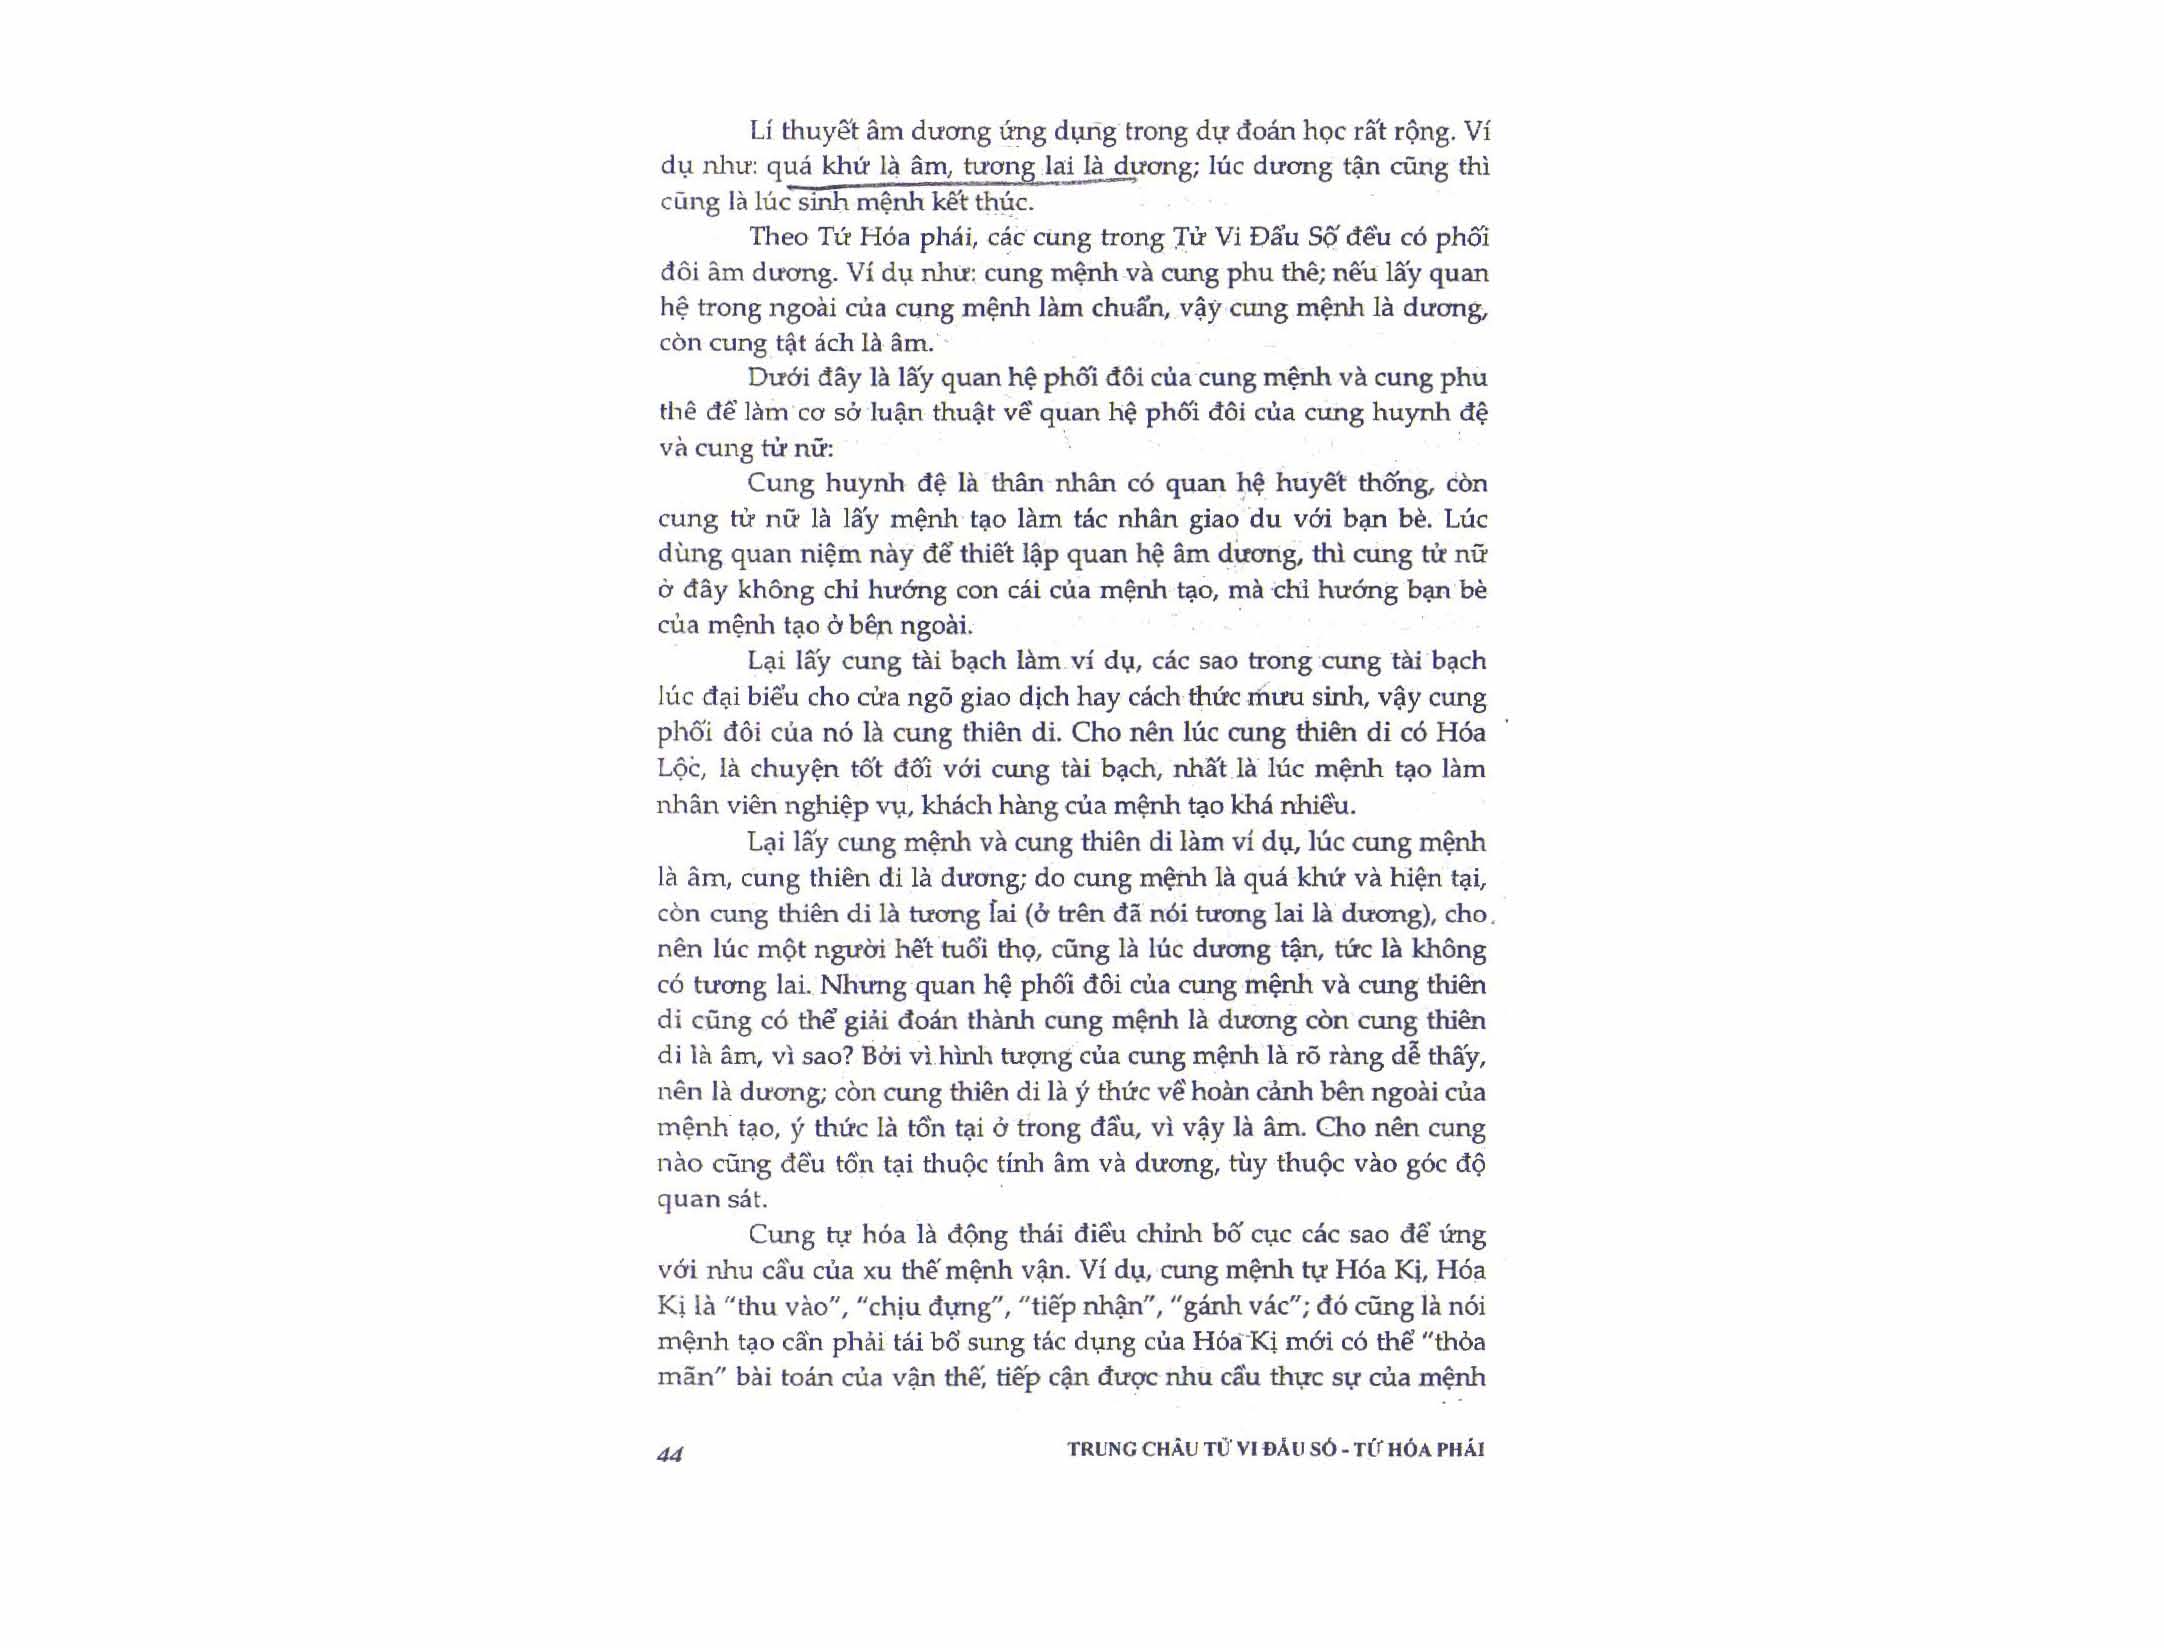 Lí thuyết âm dương ứng dụng trong dự đoán học rất rộng. Ví
dụ như: quá khứ là âm, tương lai là dương; lúc dương tận cũng thì
cũng là lúc sinh mệnh kết thúc.
Theo Tứ Hóa phái, các cung trong Tử Vi Đẩu Số đều có phối
đôi âm dương. Ví dụ như: cung mệnh và cung phu thê; nếu lấy quan
hệ trong ngoài của cung mệnh làm chuẩn, vậy cung mệnh là dương,
còn cung tật ách là âm.
Dưới đây là lấy quan hệ phối đôi của cung mệnh và cung phu
thê để làm cơ sở luận thuật về quan hệ phối đôi của cung huynh đệ
và cung tử nữ:
Cung huynh đệ là thân nhân có quan hệ huyết thống, còn
cung tử nữ là lấy mệnh tạo làm tác nhân giao du với bạn bè. Lúc
dùng quan niệm này để thiết lập quan hệ âm dương, thì cung tử nữ
ở đây không chỉ hướng con cái của mệnh tạo, mà chỉ hướng bạn bè
của mệnh tạo ở bên ngoài.
Lại lấy cung tài bạch làm ví dụ, các sao trong cung tài bạch
lúc đại biểu cho cửa ngõ giao dịch hay cách thức mưu sinh, vậy cung
phối đôi của nó là cung thiên di. Cho nên lúc cung thiên di có Hóa
Lộc, là chuyện tốt đối với cung tài bạch, nhất là lúc mệnh tạo làm
nhân viên nghiệp vụ, khách hàng của mệnh tạo khá nhiều.
Lại lấy cung mệnh và cung thiên di làm ví dụ, lúc cung mệnh
là âm, cung thiên di là dương; do cung mệnh là quá khứ và hiện tại,
còn cung thiên di là tương lai (ở trên đã nói tương lai là dương), cho
nên lúc một người hết tuổi thọ, cũng là lúc dương tận, tức là không
có tương lai. Nhưng quan hệ phối đôi của cung mệnh và cung thiên
di cũng có thể giải đoán thành cung mệnh là dương còn cung thiên
di là âm, vì sao? Bởi vì hình tượng của cung mệnh là rõ ràng dễ thấy,
nên là dương; còn cung thiên di là ý thức về hoàn cảnh bên ngoài của
mệnh tạo, ý thức là tồn tại ở trong đầu, vì vậy là âm. Cho nên cung
nào cũng đều tồn tại thuộc tính âm và dương, tùy thuộc vào góc độ
quan sát.
Cung tự hóa là động thái điều chỉnh bố cục các sao để ứng
với nhu cầu của xu thế mệnh vận. Ví dụ, cung mệnh tự Hóa Kị, Hóa
Kị là "thu vào", "chịu đựng", "tiếp nhận", "gánh vác"; đó cũng là nói
mệnh tạo cần phải tái bổ sung tác dụng của Hóa Kị mới có thể "thỏa
mãn" bài toán của vận thế, tiếp cận được nhu cầu thực sự của mệnh
44
TRUNG CHÂU TỬ VI ĐẨU SỐ - TỨ HÓA PHÁI